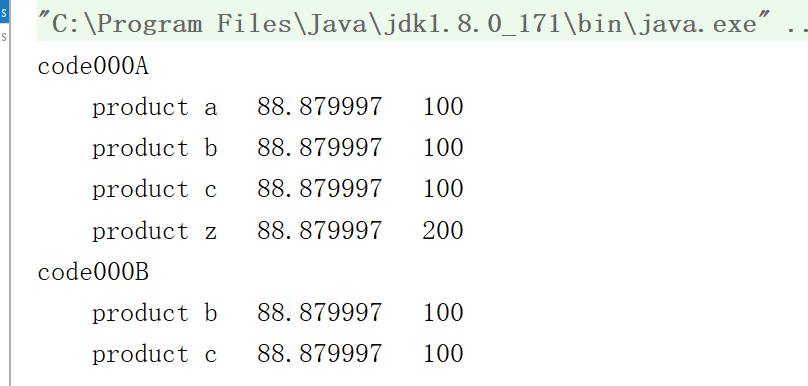 "C:\Program Files\Java\jdk1.8.0_171\bin\java.exe" ..
code000A
    product a   88.879997   100
    product b   88.879997   100
    product c   88.879997   100
    product z   88.879997   200
code000B
    product b   88.879997   100
    product c   88.879997   100